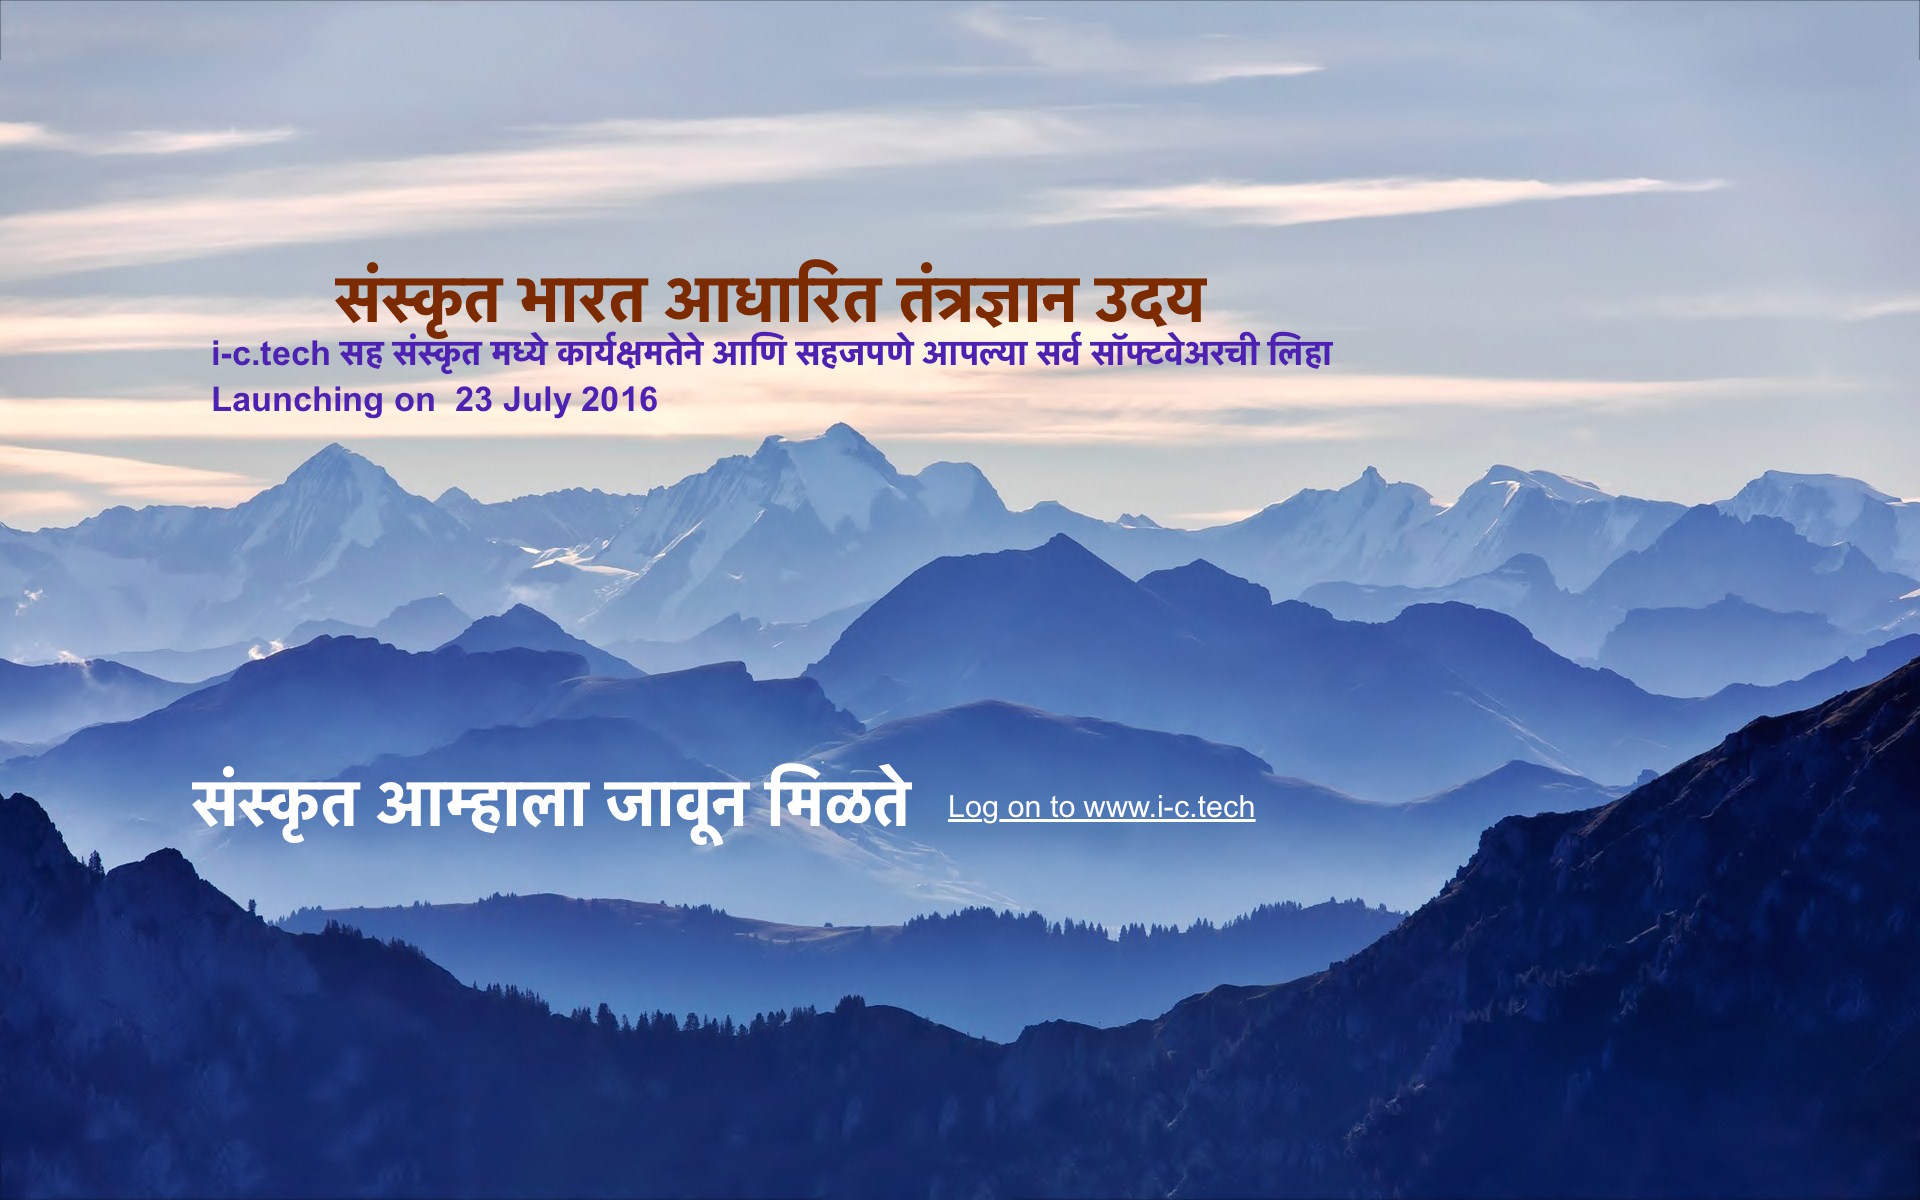 संस्कृत भारत आधारित तंत्रज्ञान उदय
i-c.tech सह संस्कृत मध्ये कार्यक्षमतेने आणि सहजपणे आपल्या सर्व सॉफ्टवेअरची लिहा
Launching on  23 July 2016
संस्कृत आम्हाला जावून मिळते Log on to www.i-c.tech